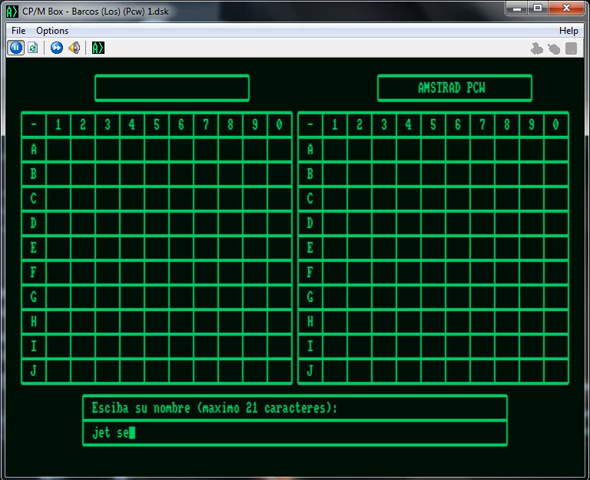 CP/M Box - Barcos (Los) (Pcw) 1.dsk
File Options Help
A>
AMSTRAD PCW
- 1 2 3 4 5 6 7 8 9 0 - 1 2 3 4 5 6 7 8 9 0
A A
B B
C C
D D
E E
F F
G G
H H
I I
J J
Esciba su nombre (maximo 21 caracteres):
jet se